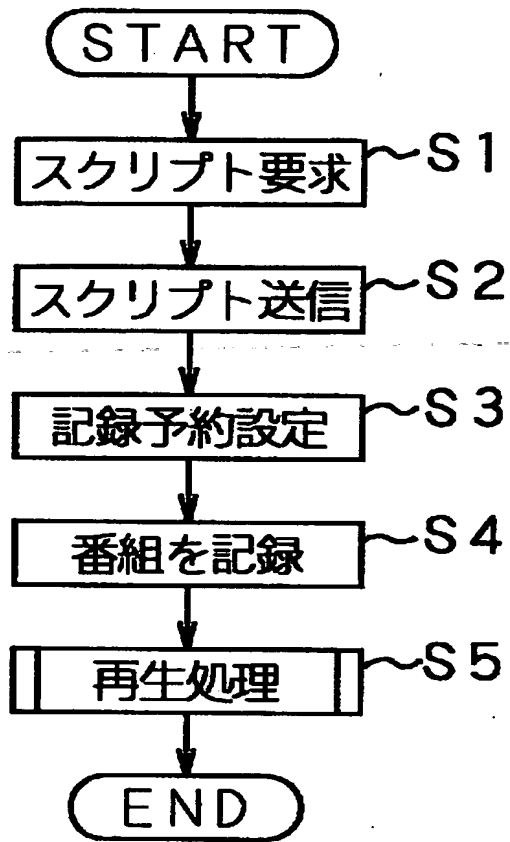 START
スクリプト要求 S1
スクリプト送信 S2
記録予約設定 S3
番組を記録 S4
再生処理 S5
END